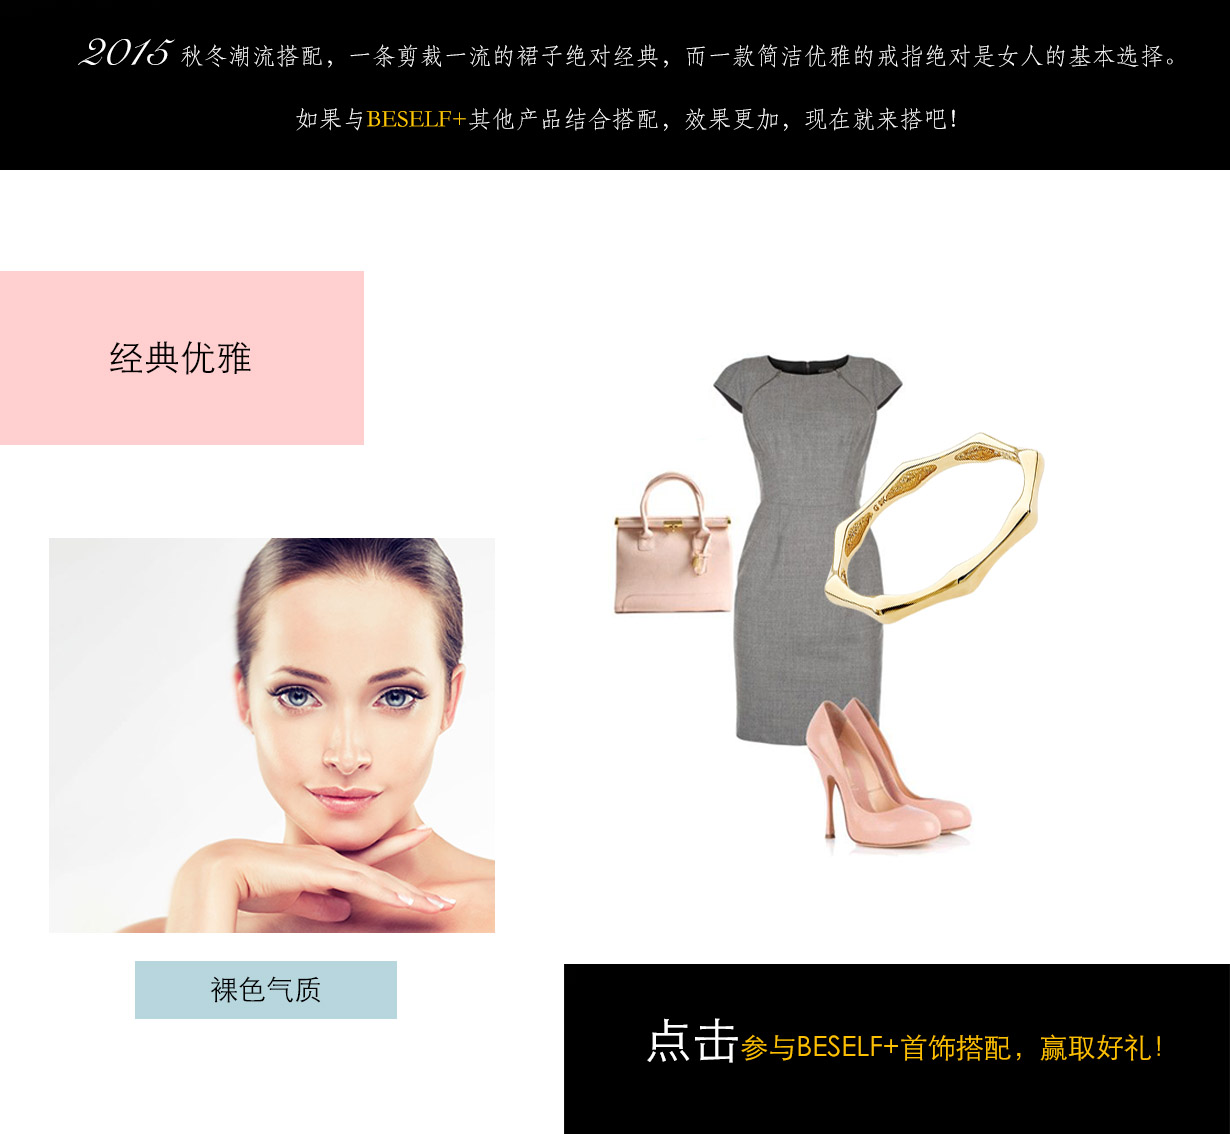 2015 秋冬潮流搭配，一条剪裁一流的裙子绝对经典，而一款简洁优雅的戒指绝对是女人的基本选择。
如果与BESELF+其他产品结合搭配，效果更加，现在就来搭吧！
经典优雅
裸色气质
点击参与BESELF+首饰搭配，赢取好礼！